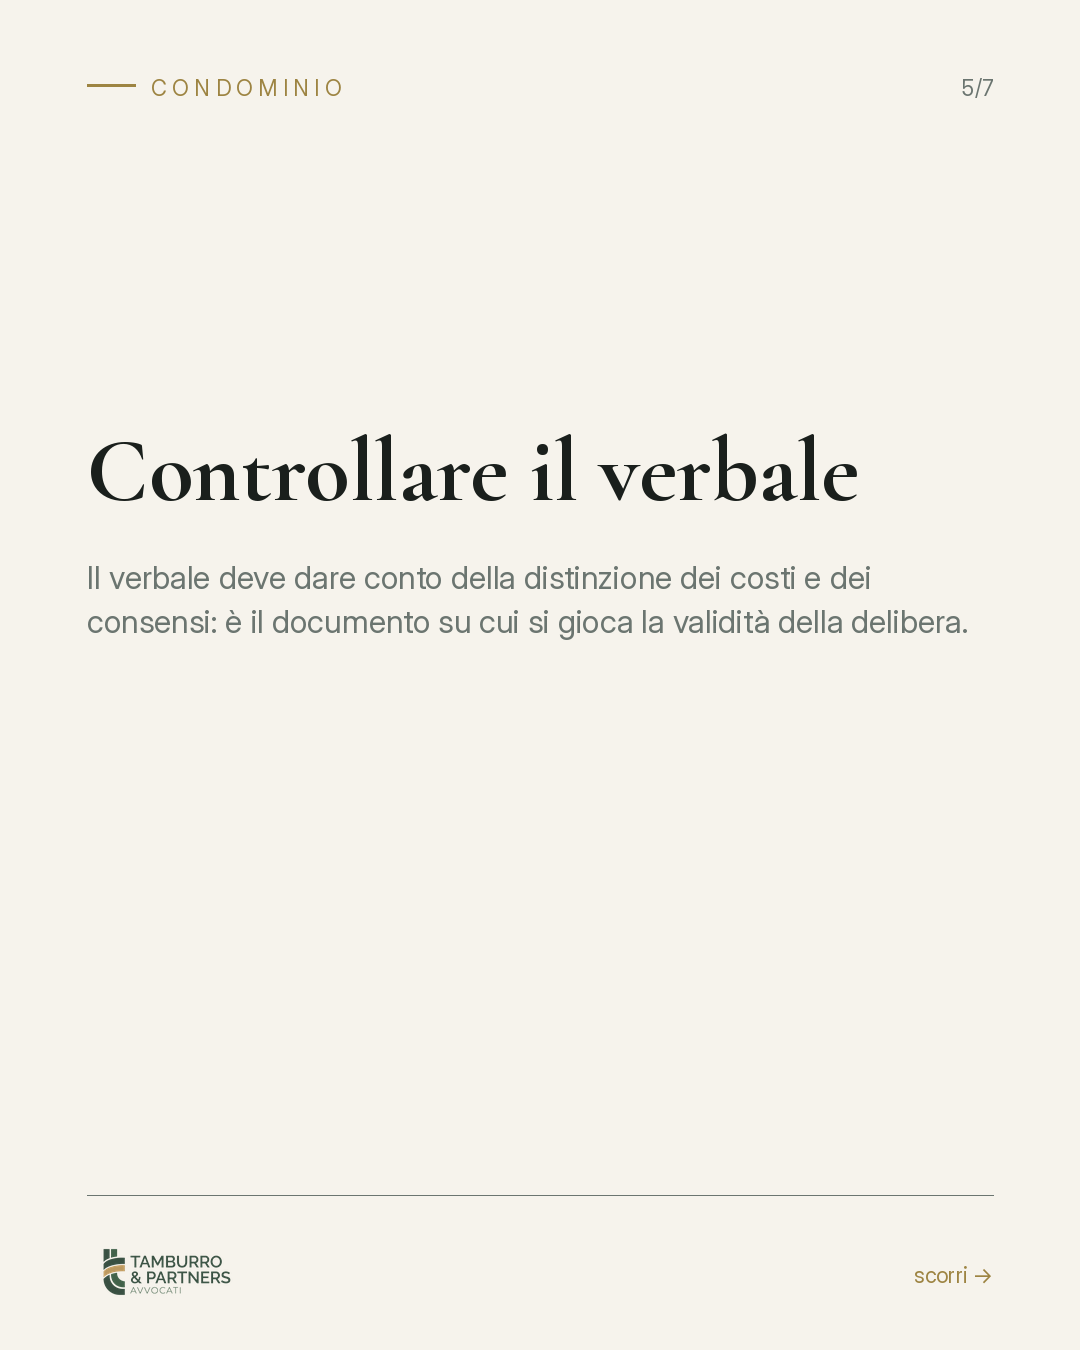 CONDOMINIO
5/7
Controllare il verbale
Il verbale deve dare conto della distinzione dei costi e dei
consensi: è il documento su cui si gioca la validità della delibera.
TAMBURRO
& PARTNERS
AVVOCATI
scorri →